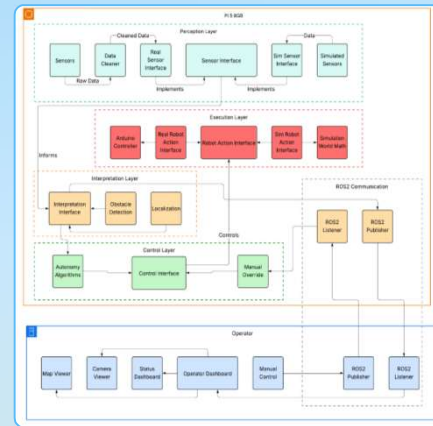 Pi 5 8GB
Perception Layer
Cleaned Data
Data
Sensors
Data
Cleaner
Real
Sensor
Interface
Sensor Interface
Sim Sensor
Interface
Simulated
Sensors
Raw Data
Implements
Implements
Execution Layer
Arduino
Controller
Real Robot
Action
Interface
Robot Action Interface
Sim Robot
Action
Interface
Simulation
World Math
Informs
Interpretation Layer
Interpretation
Interface
Obstacle
Detection
Localization
ROS2 Communication
ROS2
Listener
ROS2
Publisher
Controls
Control Layer
Autonomy
Algorithms
Control Interface
Manual
Override
Operator
Map Viewer
Camera
Viewer
Status
Dashboard
Operator Dashboard
Manual
Control
ROS2
Publisher
ROS2
Listener